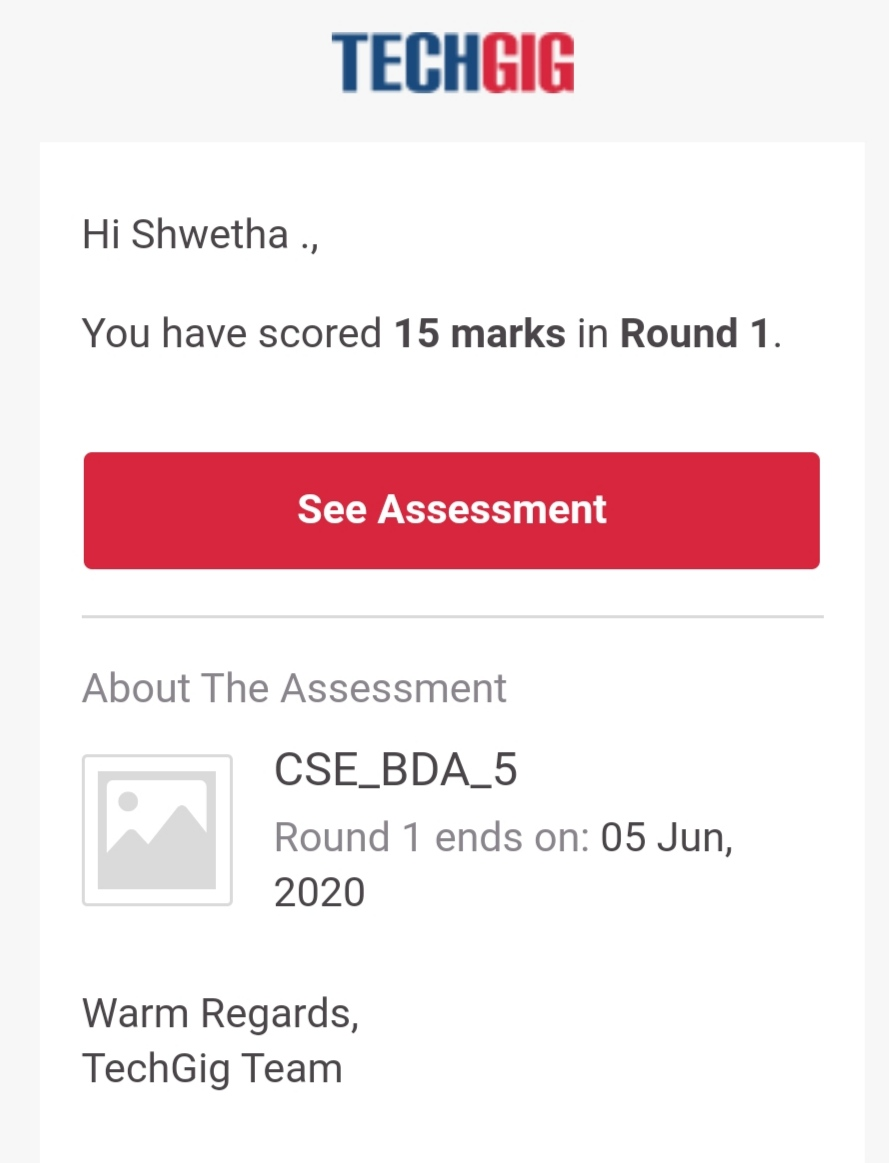 TECHGIG
Hi Shwetha .,
You have scored 15 marks in Round 1.
See Assessment
About The Assessment
CSE_BDA_5
Round 1 ends on: 05 Jun,
2020
Warm Regards,
TechGig Team